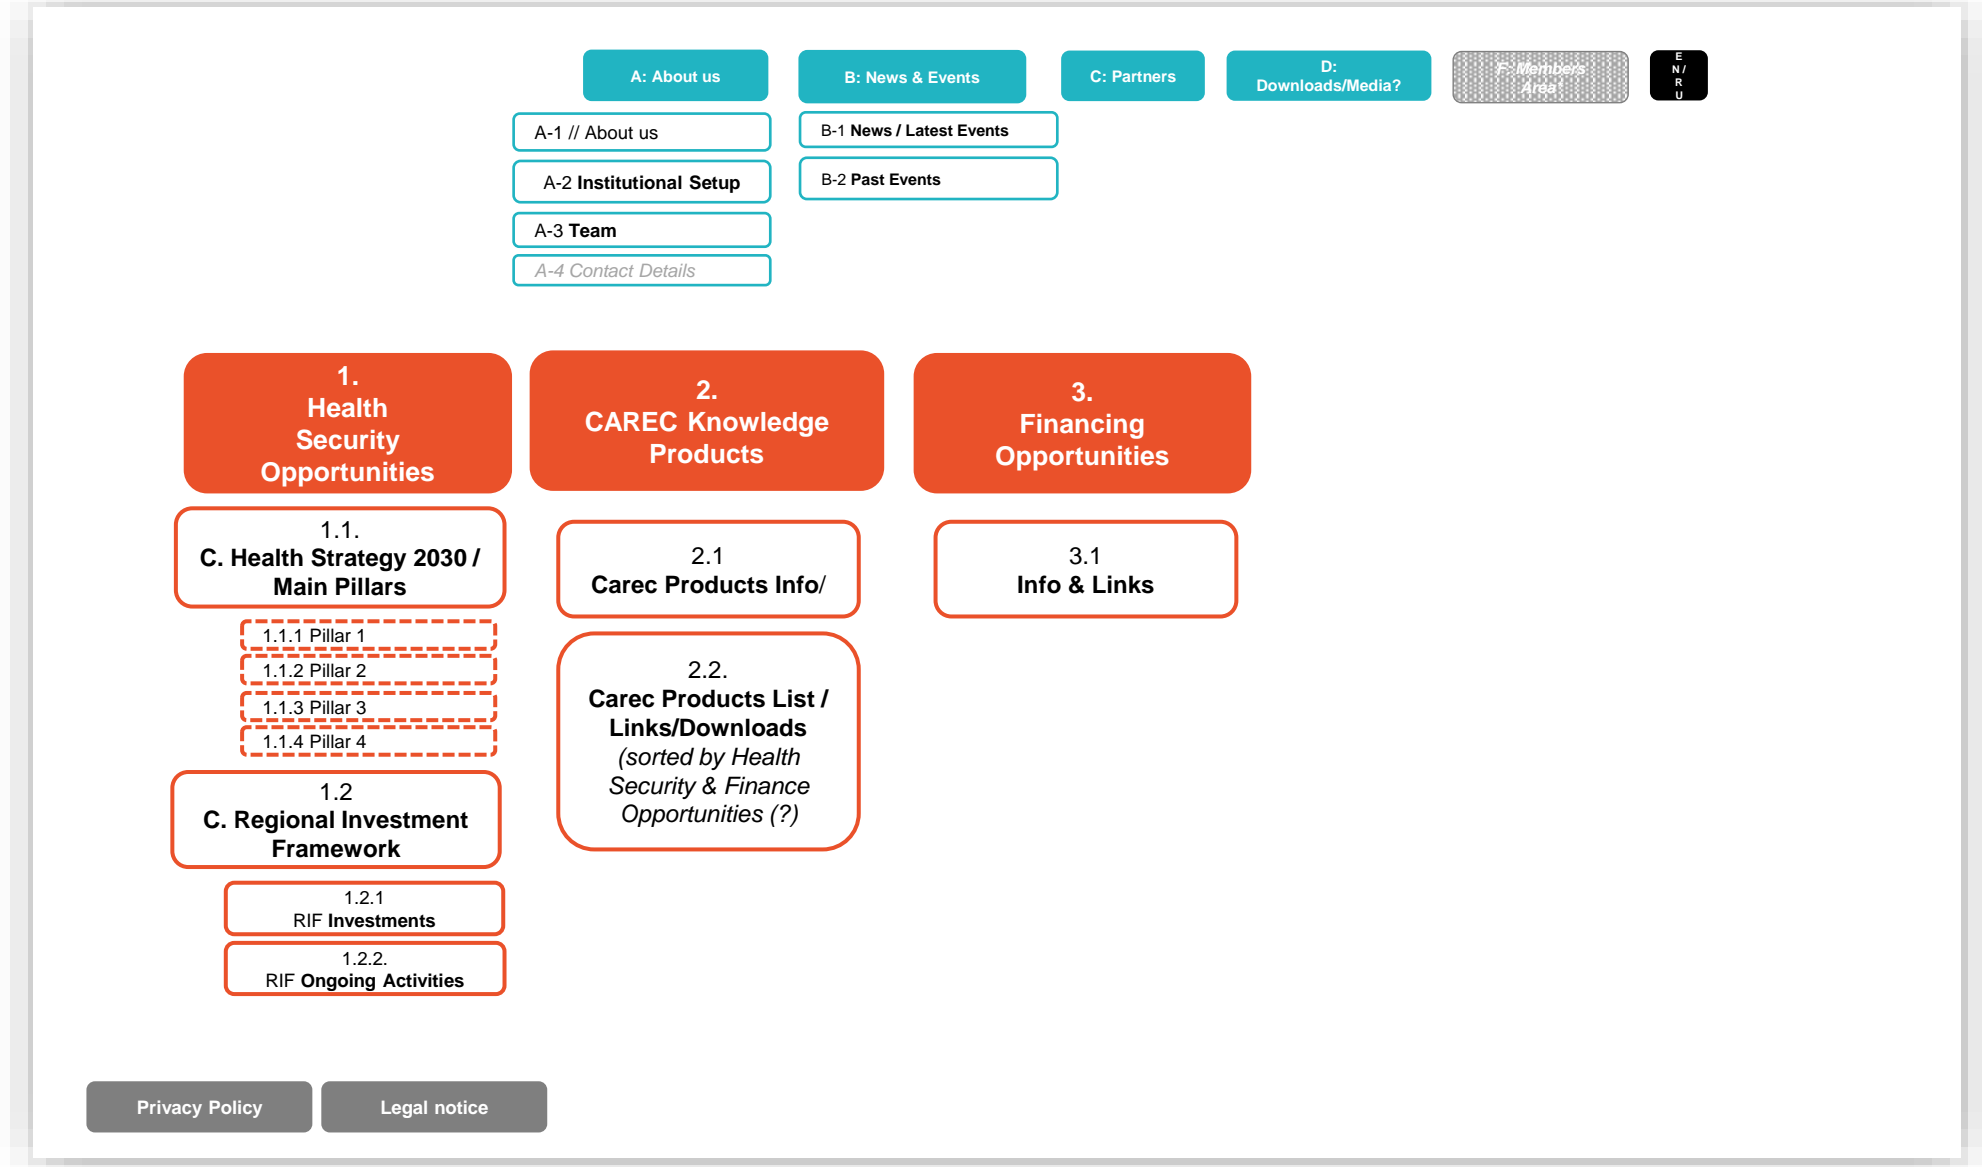 A: About us
B: News & Events
C: Partners
D:
Downloads/Media?
F: Members
Area*
E
N /
R
U
A-1 // About us
A-2 Institutional Setup
A-3 Team
A-4 Contact Details
B-1 News / Latest Events
B-2 Past Events
1.
Health
Security
Opportunities
1.1.
C. Health Strategy 2030 /
Main Pillars
1.1.1 Pillar 1
1.1.2 Pillar 2
1.1.3 Pillar 3
1.1.4 Pillar 4
1.2
C. Regional Investment
Framework
1.2.1
RIF Investments
1.2.2.
RIF Ongoing Activities
2.
CAREC Knowledge
Products
2.1
Carec Products Info/
2.2.
Carec Products List /
Links/Downloads
(sorted by Health
Security & Finance
Opportunities (?)
3.
Financing
Opportunities
3.1
Info & Links
Privacy Policy
Legal notice